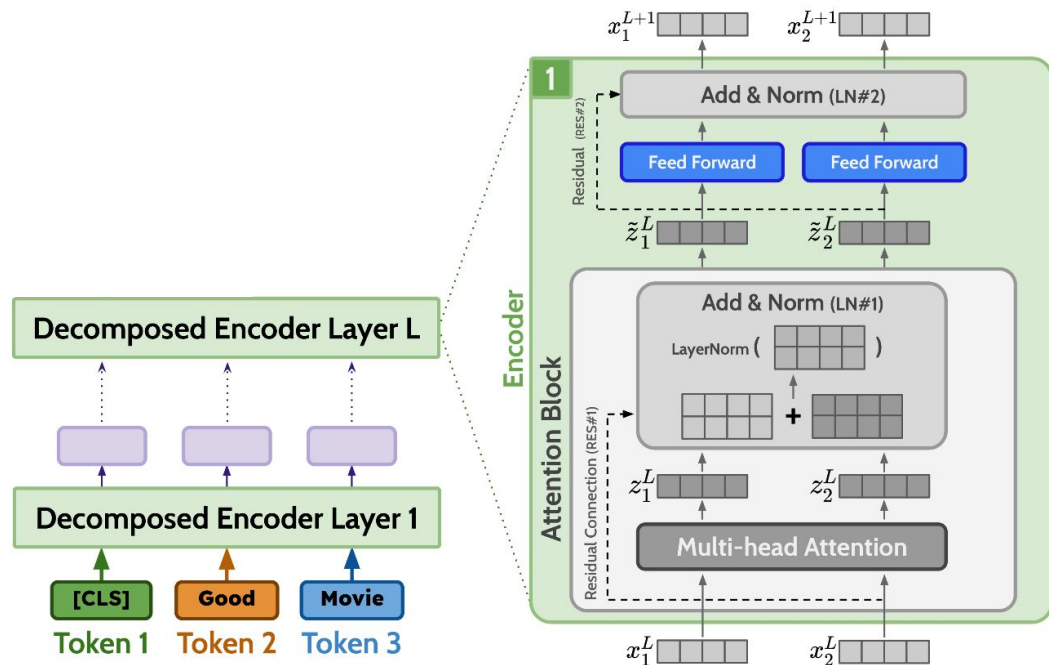 Decomposed Encoder Layer L
Decomposed Encoder Layer 1
[CLS]
Good
Movie
Token 1
Token 2
Token 3
x_1^{L+1}
x_2^{L+1}
1
Add & Norm (LN#2)
Residual (RES#2)
Feed Forward
Feed Forward
z̃_1^L
z̃_2^L
Encoder
Attention Block
Add & Norm (LN#1)
LayerNorm ( )
+
Residual Connection (RES#1)
z_1^L
z_2^L
Multi-head Attention
x_1^L
x_2^L